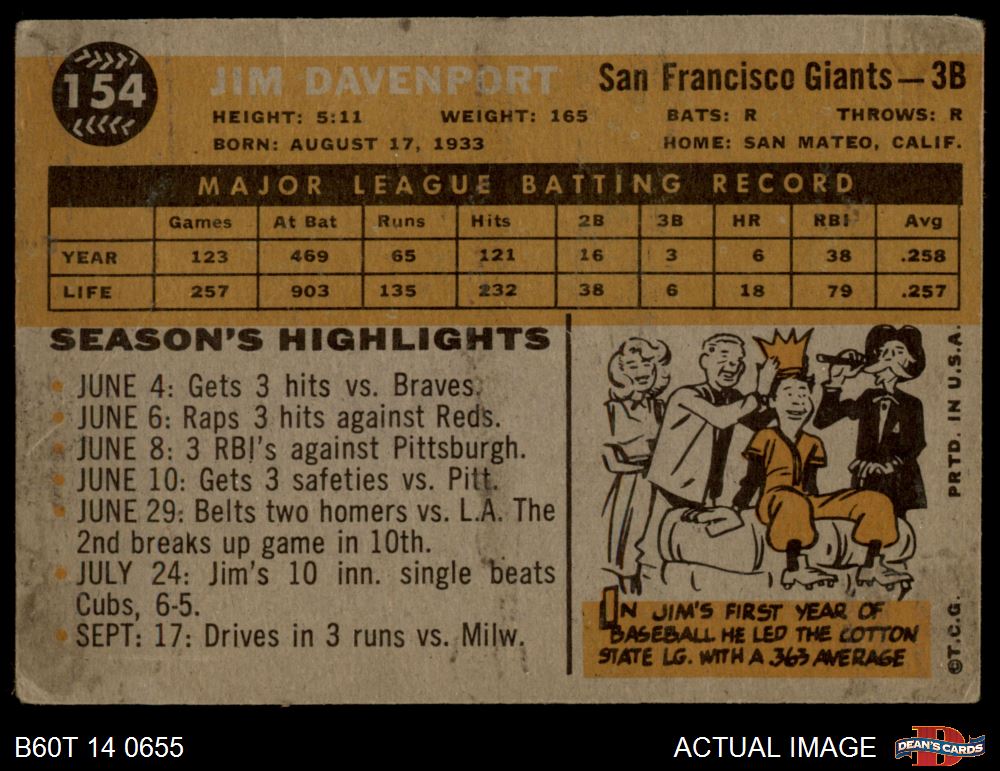 154
JIM DAVENPORT
San Francisco Giants—3B
HEIGHT: 5:11 WEIGHT: 165 BATS: R THROWS: R
BORN: AUGUST 17, 1933 HOME: SAN MATEO, CALIF.
MAJOR LEAGUE BATTING RECORD
Games At Bat Runs Hits 2B 3B HR RBI Avg
YEAR 123 469 65 121 16 3 6 38 .258
LIFE 257 903 135 232 38 6 18 79 .257
SEASON'S HIGHLIGHTS
JUNE 4: Gets 3 hits vs. Braves.
JUNE 6: Raps 3 hits against Reds.
JUNE 8: 3 RBI's against Pittsburgh.
JUNE 10: Gets 3 safeties vs. Pitt.
JUNE 29: Belts two homers vs. L.A. The
2nd breaks up game in 10th.
JULY 24: Jim's 10 inn. single beats
Cubs, 6-5.
SEPT: 17: Drives in 3 runs vs. Milw.
IN JIM'S FIRST YEAR OF
BASEBALL HE LED THE COTTON
STATE LG. WITH A .363 AVERAGE
©T.C.G. PRTD. IN U.S.A.
B60T 14 0655
ACTUAL IMAGE
D
DEAN'S CARDS